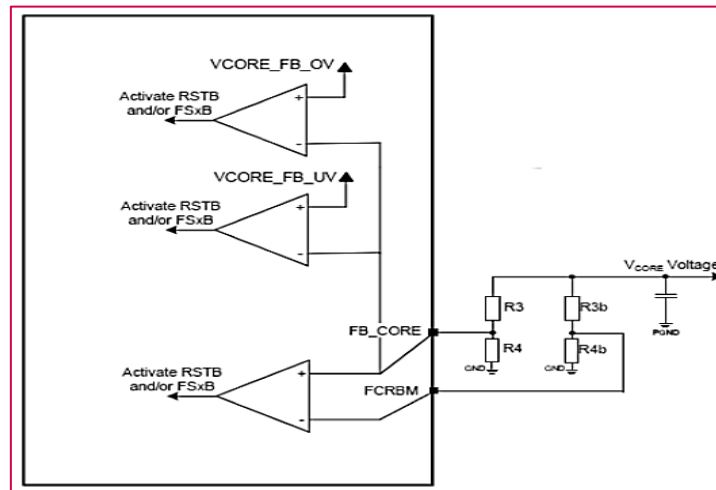 VCORE_FB_OV
Activate RSTB
and/or FSxB
+
-
VCORE_FB_UV
Activate RSTB
and/or FSxB
+
-
VCORE Voltage
R3
R3b
PGND
FB_CORE
R4
R4b
GND
GND
Activate RSTB
and/or FSxB
+
-
FCRBM